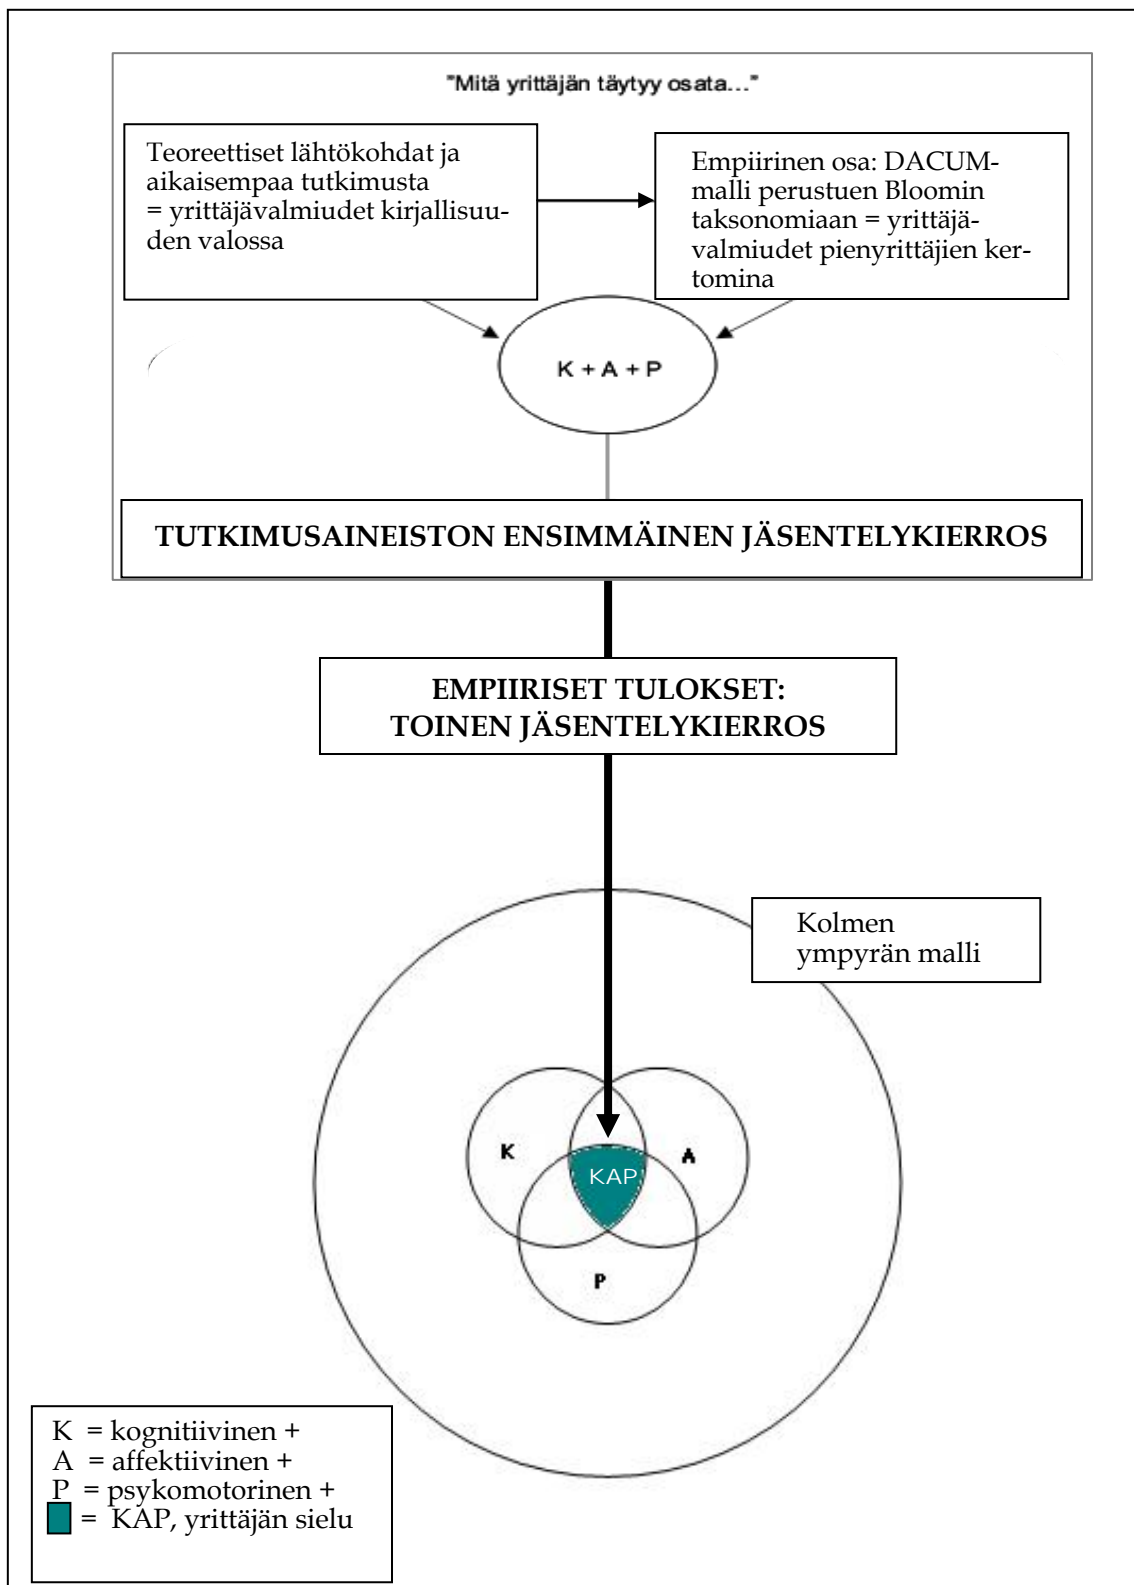 "Mitä yrittäjän täytyy osata..."
Teoreettiset lähtökohdat ja
aikaisempaa tutkimusta
= yrittäjävalmiudet kirjallisuu-
den valossa
Empiirinen osa: DACUM-
malli perustuen Bloomin
taksonomiaan = yrittäjä-
valmiudet pienyrittäjien ker-
tomina
K + A + P
TUTKIMUSAINEISTON ENSIMMÄINEN JÄSENTELYKIERROS
EMPIIRISET TULOKSET:
TOINEN JÄSENTELYKIERROS
Kolmen
ympyrän malli
K
A
KAP
P
K = kognitiivinen +
A = affektiivinen +
P = psykomotorinen +
= KAP, yrittäjän sielu